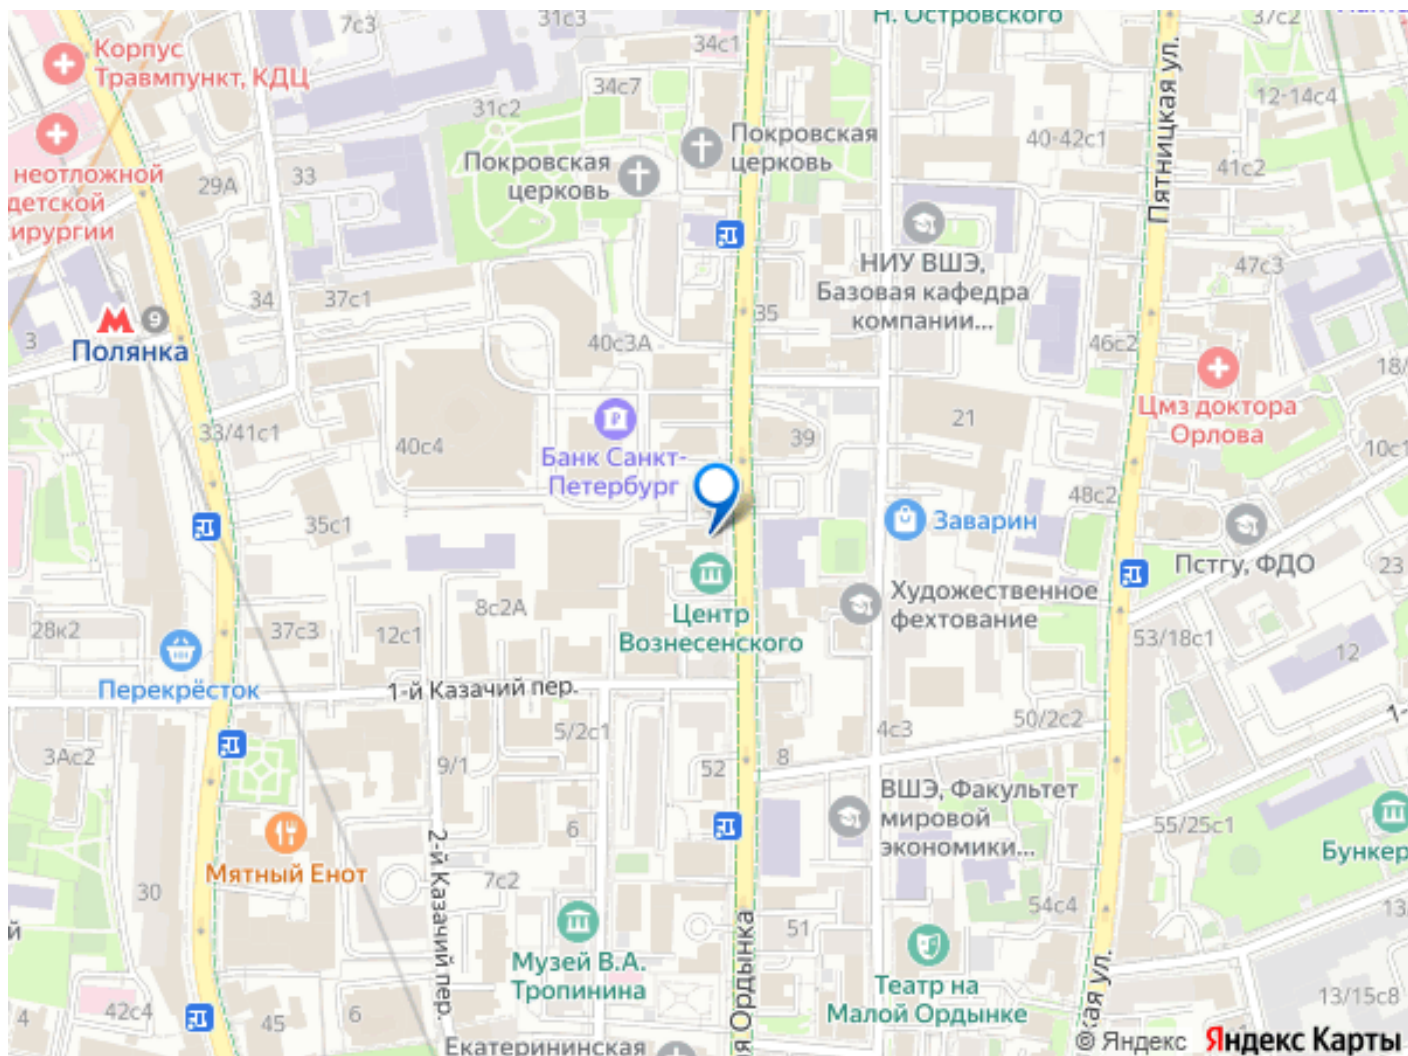 7с3
31с3
34с1
Н. Островского
37с2
Корпус
Травмпункт, КДЦ
34с7
31с2
12-14с4
Пятницкая ул.
Покровская
церковь
40-42с1
Покровская
церковь
41с2
неотложной
детской
ирургии
29А
33
НИУ ВШЭ,
Базовая кафедра
компании...
47с3
34
37с1
35
9
3
Полянка
40с3А
46с2
18/
Цмз доктора
Орлова
33/41с1
40с4
39
21
10с1
Банк Санкт-
Петербург
48с2
35с1
Заварин
Пстгу, ФДО
23
Художественное
фехтование
8с2А
Центр
Вознесенского
28к2
37с3
12с1
53/18с1
12
Перекрёсток
1-й Казачий пер.
1-
50/2с2
5/2с1
4с3
3Ас2
9/1
52
8
ВШЭ, Факультет
мировой
экономики...
6
55/25с1
Бункер
Мятный Енот
2-й Казачий пер.
7с2
30
54с4
13/
51
й
Музей В.А.
Тропинина
я Ордынка
Театр на
Малой Ордынке
кая ул.
13/15с8
42с4
4
45
6
Екатерининская
© Яндекс Яндекс Карты